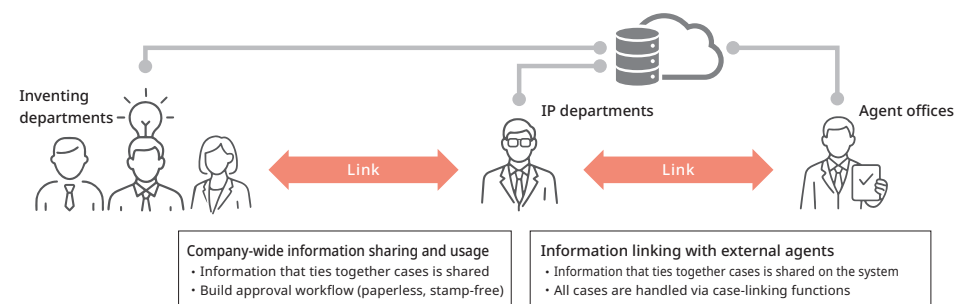 Inventing
departments
IP departments
Agent offices
Link
Link
Company-wide information sharing and usage
・Information that ties together cases is shared
・Build approval workflow (paperless, stamp-free)
Information linking with external agents
・Information that ties together cases is shared on the system
・All cases are handled via case-linking functions